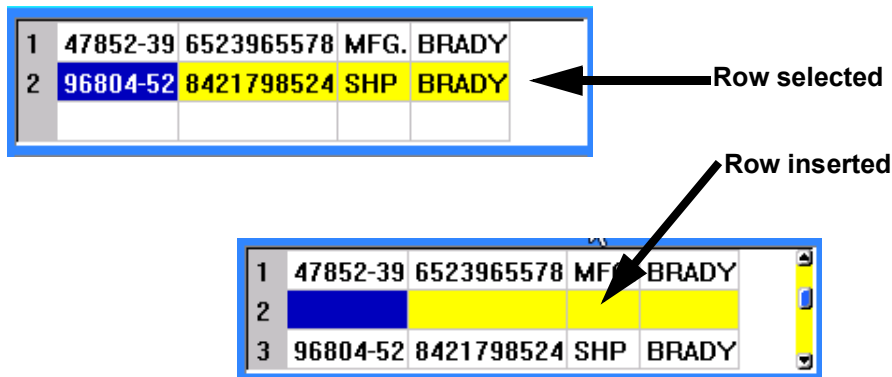 1 47852-39 6523965578 MFG. BRADY
2 96804-52 8421798524 SHP BRADY
Row selected
Row inserted
1 47852-39 6523965578 BRADY
2
3 96804-52 8421798524 SHP BRADY